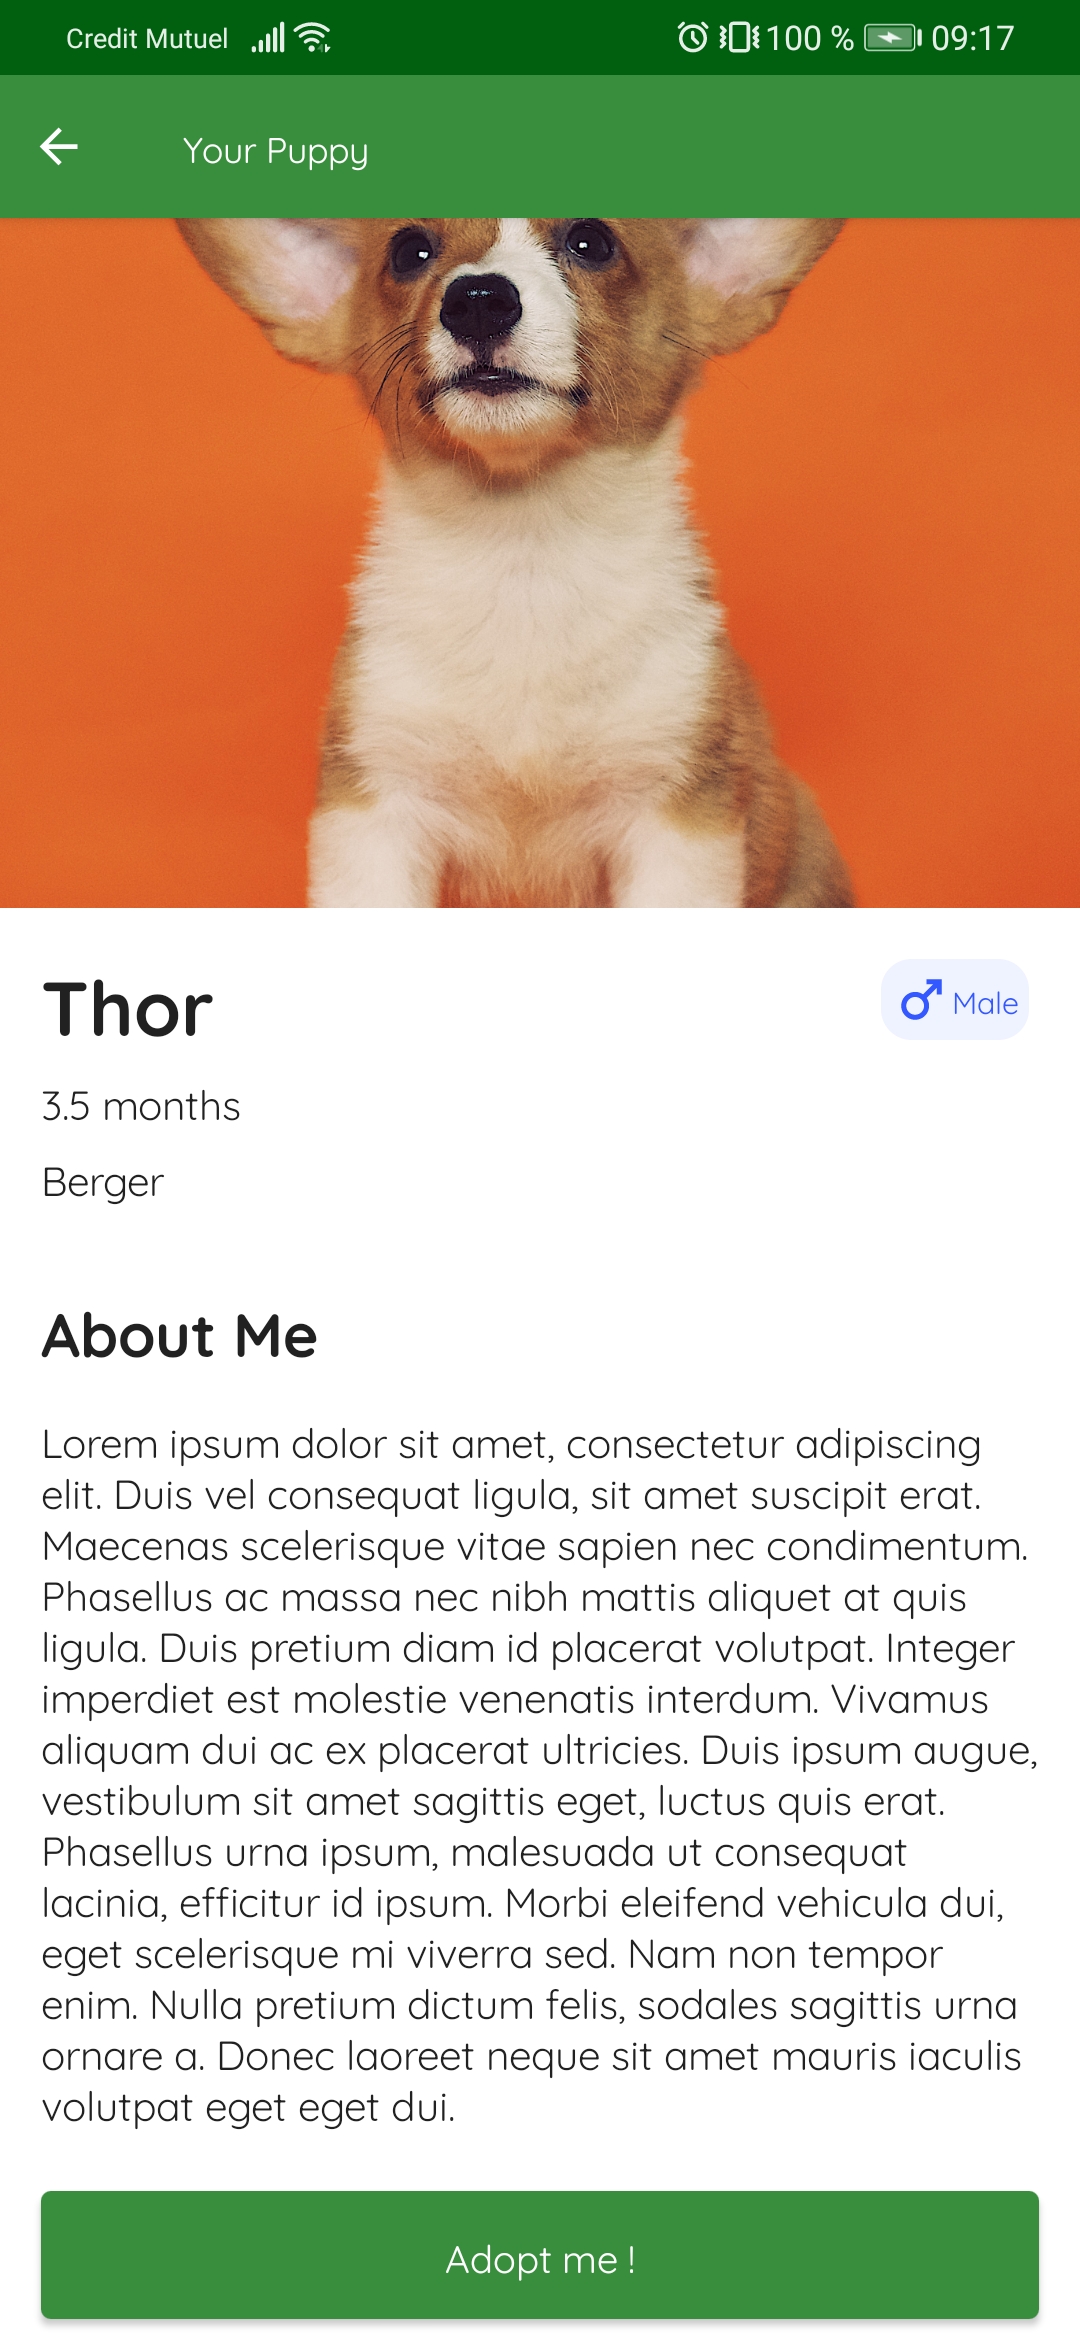 Credit Mutuel 100 % 09:17
Your Puppy
Thor
Male
3.5 months
Berger
About Me
Lorem ipsum dolor sit amet, consectetur adipiscing
elit. Duis vel consequat ligula, sit amet suscipit erat.
Maecenas scelerisque vitae sapien nec condimentum.
Phasellus ac massa nec nibh mattis aliquet at quis
ligula. Duis pretium diam id placerat volutpat. Integer
imperdiet est molestie venenatis interdum. Vivamus
aliquam dui ac ex placerat ultricies. Duis ipsum augue,
vestibulum sit amet sagittis eget, luctus quis erat.
Phasellus urna ipsum, malesuada ut consequat
lacinia, efficitur id ipsum. Morbi eleifend vehicula dui,
eget scelerisque mi viverra sed. Nam non tempor
enim. Nulla pretium dictum felis, sodales sagittis urna
ornare a. Donec laoreet neque sit amet mauris iaculis
volutpat eget eget dui.
Adopt me !